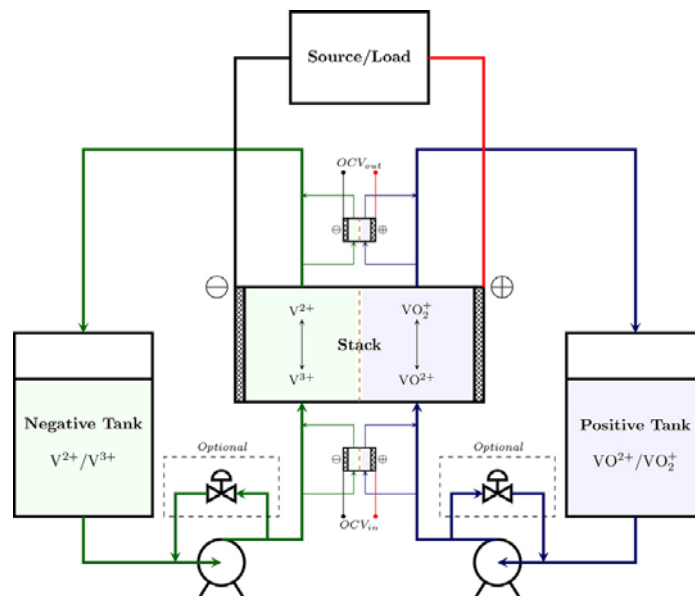 Source/Load
OCV_out
⊖ ⊕
⊖ ⊕
V²⁺ VO₂⁺
Stack
V³⁺ VO²⁺
Negative Tank
V²⁺/V³⁺
Positive Tank
VO²⁺/VO₂⁺
Optional
⊖ ⊕
Optional
OCV_in